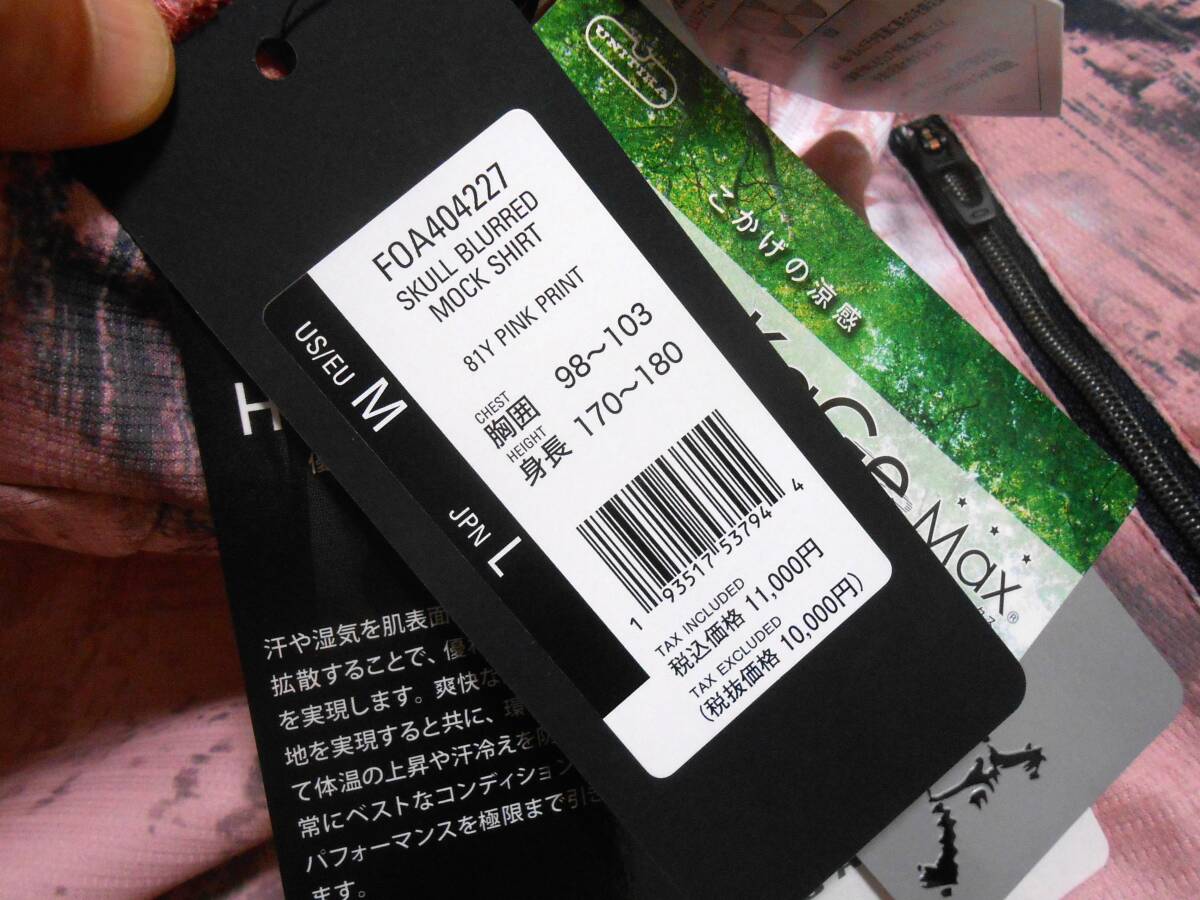 FOA404227
SKULL BLURRED
MOCK SHIRT
81Y PINK PRINT
US/EU M
JPN L
CHEST
胸囲 98～103
HEIGHT
身長 170～180
1 93517 53794 4
TAX INCLUDED
税込価格 11,000円
TAX EXCLUDED
(税抜価格 10,000円)
UNITIKA
こかげの涼感
Max®
H
汗や湿気を肌表面
拡散することで、優
を実現します。爽快な
地を実現すると共に、環
て体温の上昇や汗冷えを防
常にベストなコンディション
パフォーマンスを極限まで引き
ます。